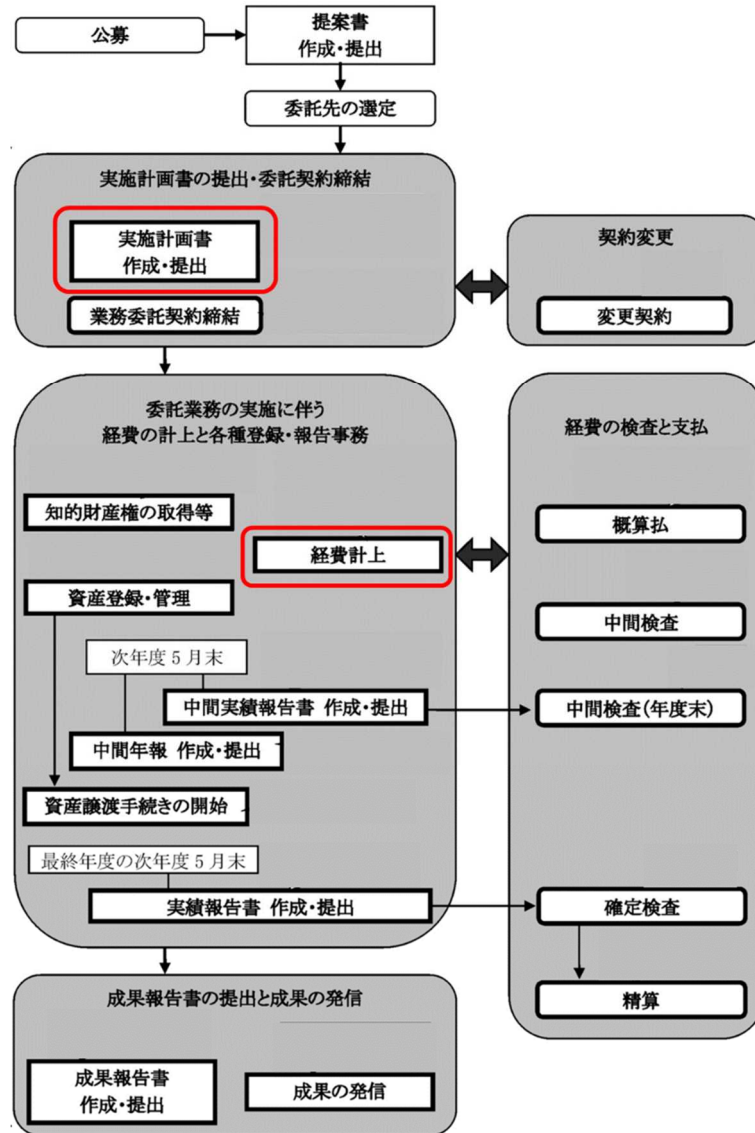 公募
提案書
作成・提出
委託先の選定
実施計画書の提出・委託契約締結
実施計画書
作成・提出
業務委託契約締結
契約変更
変更契約
委託業務の実施に伴う
経費の計上と各種登録・報告事務
知的財産権の取得等
経費計上
資産登録・管理
次年度5月末
中間実績報告書 作成・提出
中間年報 作成・提出
資産譲渡手続きの開始
最終年度の次年度5月末
実績報告書 作成・提出
経費の検査と支払
概算払
中間検査
中間検査(年度末)
確定検査
精算
成果報告書の提出と成果の発信
成果報告書
作成・提出
成果の発信